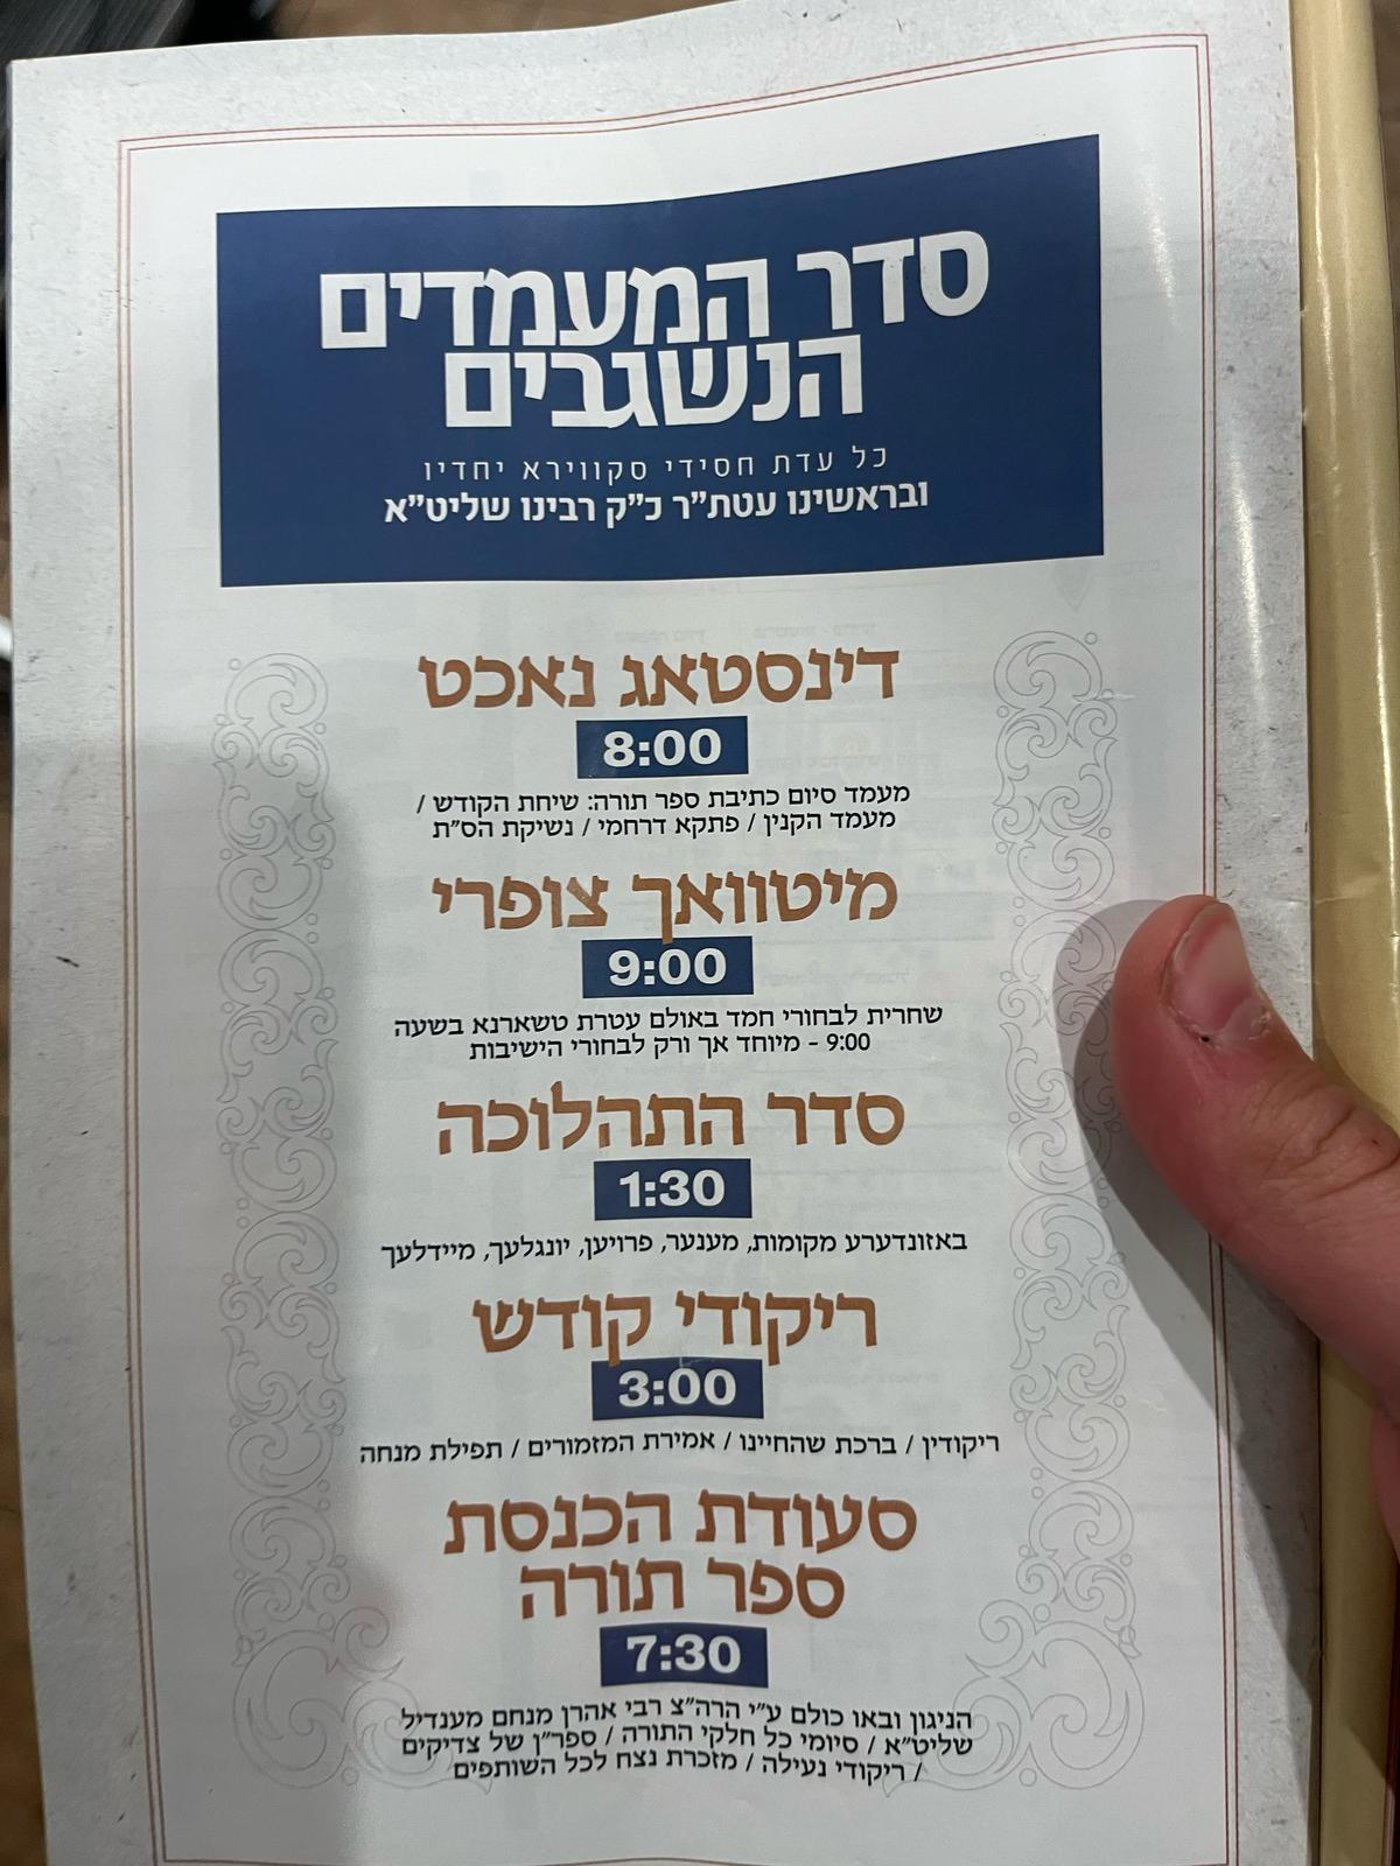 סדר המעמדים
הנשגבים
כל עדת חסידי סקווירא יחדיו
ובראשינו עטת"ר כ"ק רבינו שליט"א
דינסטאג נאכט
8:00
מעמד סיום כתיבת ספר תורה: שיחת הקודש /
מעמד הקנין / פתקא דרחמי / נשיקת הס"ת
מיטוואך צופרי
9:00
שחרית לבחורי חמד באולם עטרת טשארנא בשעה
9:00 - מיוחד אך ורק לבחורי הישיבות
סדר התהלוכה
1:30
באזונדערע מקומות, מענער, פרויען, יונגלעך, מיידלעך
ריקודי קודש
3:00
ריקודין / ברכת שהחיינו / אמירת המזמורים / תפילת מנחה
סעודת הכנסת
ספר תורה
7:30
הניגון ובאו כולם ע"י הרה"צ רבי אהרן מנחם מענדיל
שליט"א / סיומי כל חלקי התורה / ספר"ן של צדיקים
/ ריקודי נעילה / מזכרת נצח לכל השותפים